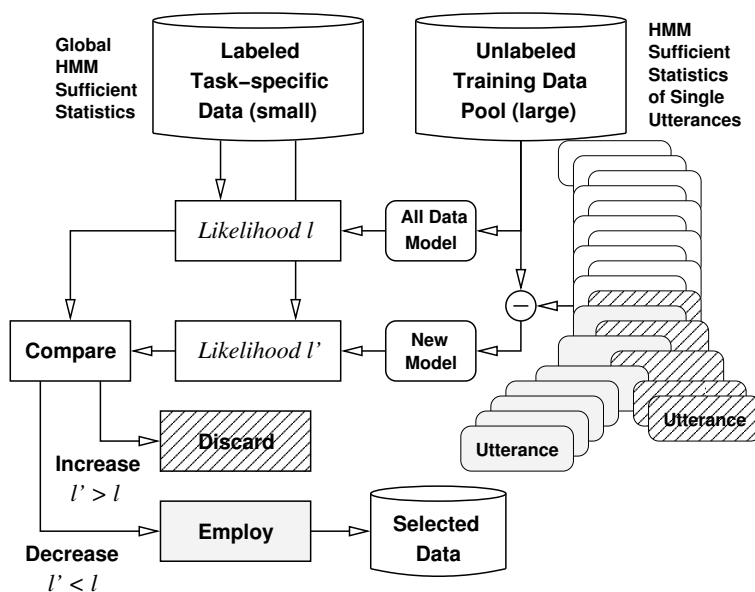 Global
HMM
Sufficient
Statistics
Labeled
Task−specific
Data (small)
Unlabeled
Training Data
Pool (large)
HMM
Sufficient
Statistics
of Single
Utterances
Likelihood l
All Data
Model
−
Compare
Likelihood l'
New
Model
Discard
Increase
l' > l
Utterance
Utterance
Employ
Selected
Data
Decrease
l' < l